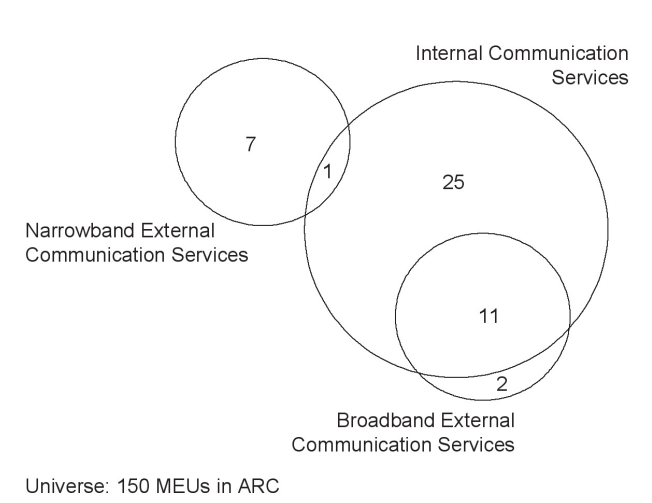 Internal Communication
Services
7
1
25
Narrowband External
Communication Services
11
2
Broadband External
Communication Services
Universe: 150 MEUs in ARC